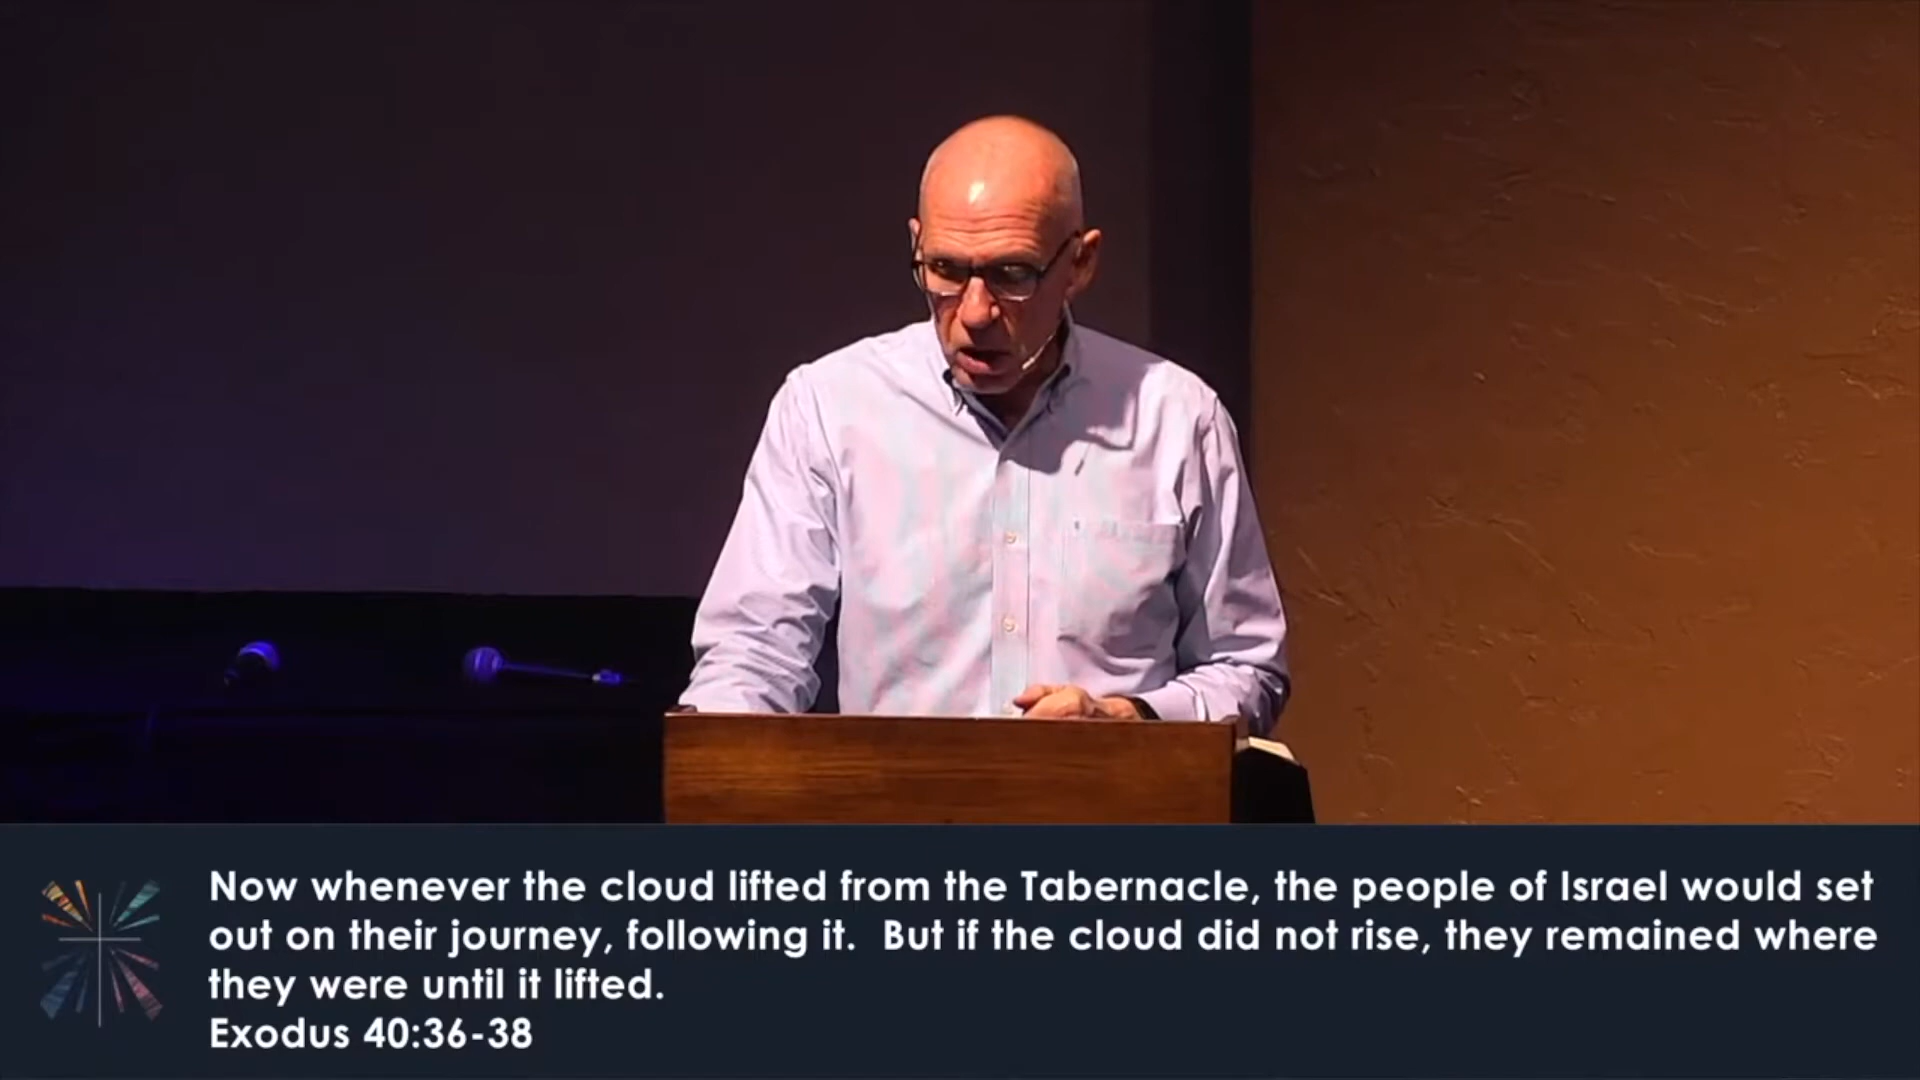 Now whenever the cloud lifted from the Tabernacle, the people of Israel would set
out on their journey, following it.  But if the cloud did not rise, they remained where
they were until it lifted.
Exodus 40:36-38